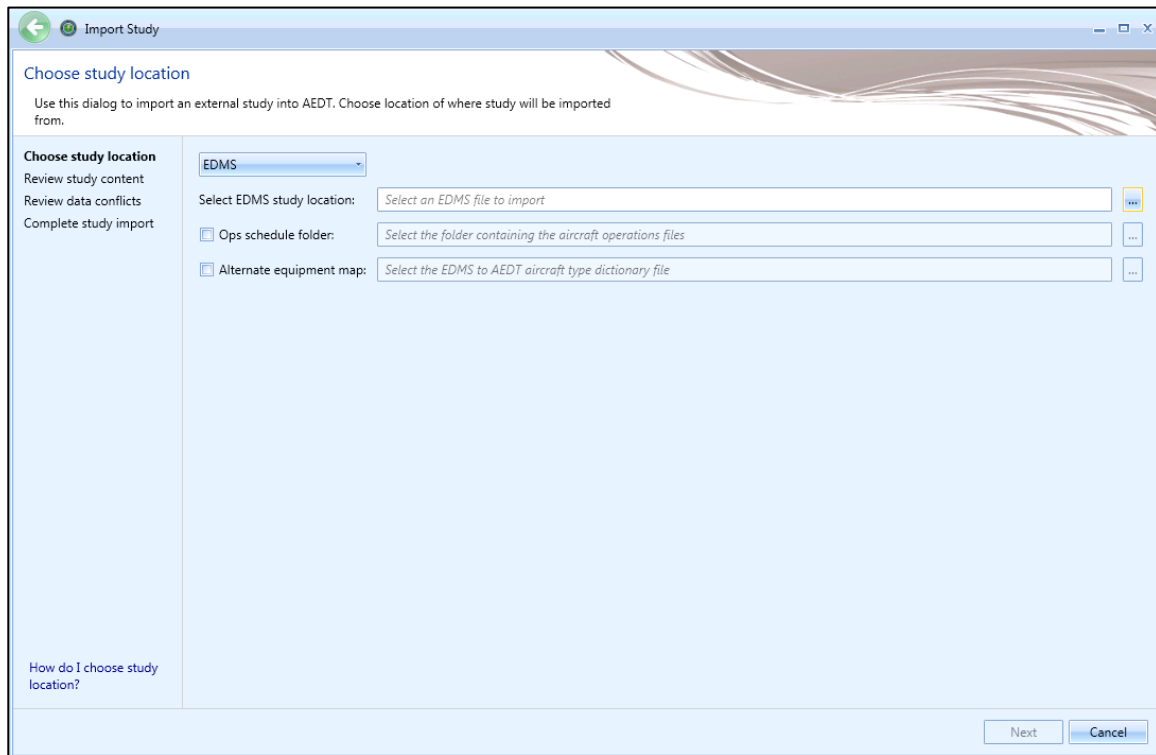 Import Study
Choose study location
Use this dialog to import an external study into AEDT. Choose location of where study will be imported
from.
Choose study location
Review study content
Review data conflicts
Complete study import
EDMS
Select EDMS study location:
Select an EDMS file to import
...
Ops schedule folder:
Select the folder containing the aircraft operations files
...
Alternate equipment map:
Select the EDMS to AEDT aircraft type dictionary file
...
How do I choose study
location?
Next
Cancel